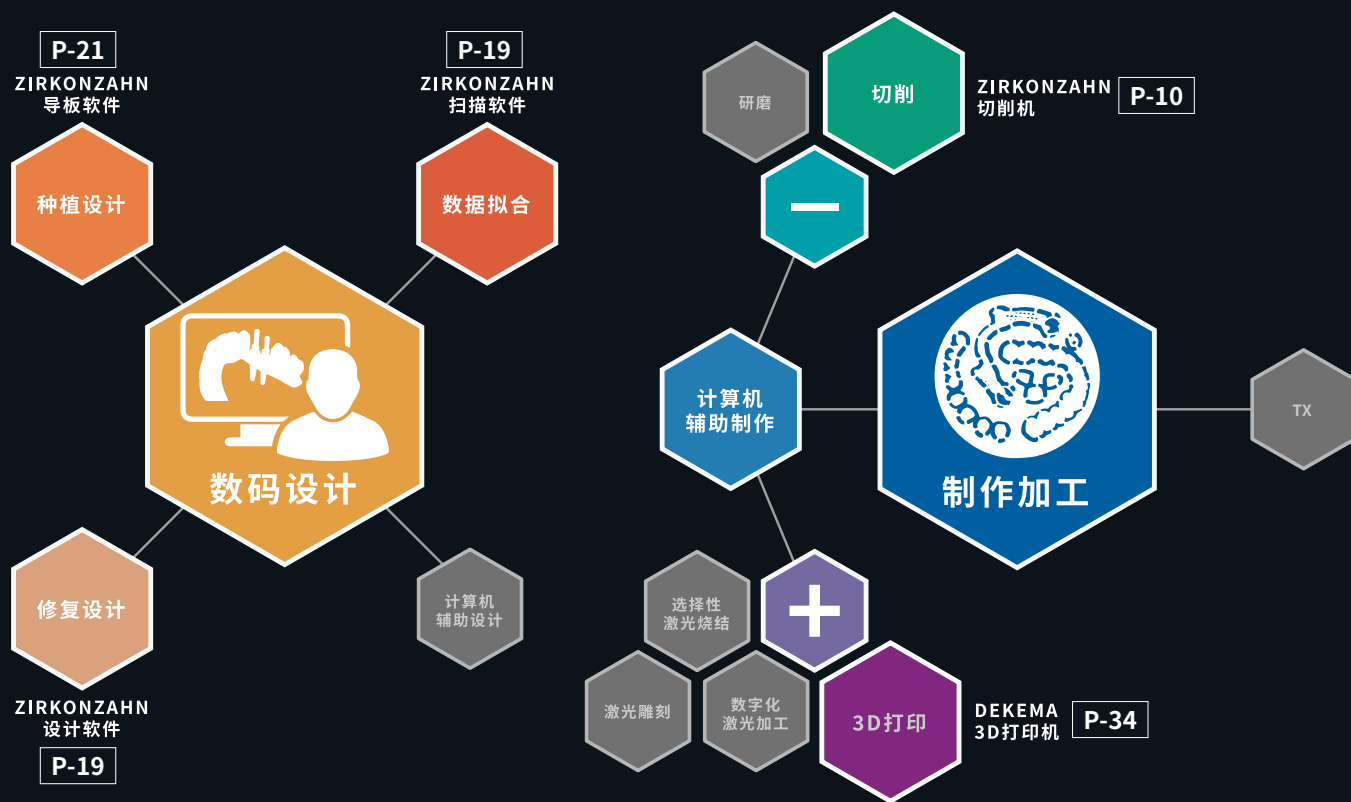 P-21
ZIRKONZAHN
导板软件
种植设计
P-19
ZIRKONZAHN
扫描软件
数据拟合
数码设计
修复设计
ZIRKONZAHN
设计软件
P-19
计算机
辅助设计
研磨
切削
ZIRKONZAHN
切削机
P-10
计算机
辅助制作
制作加工
TX
选择性
激光烧结
激光雕刻
数字化
激光加工
3D打印
DEKEMA
3D打印机
P-34